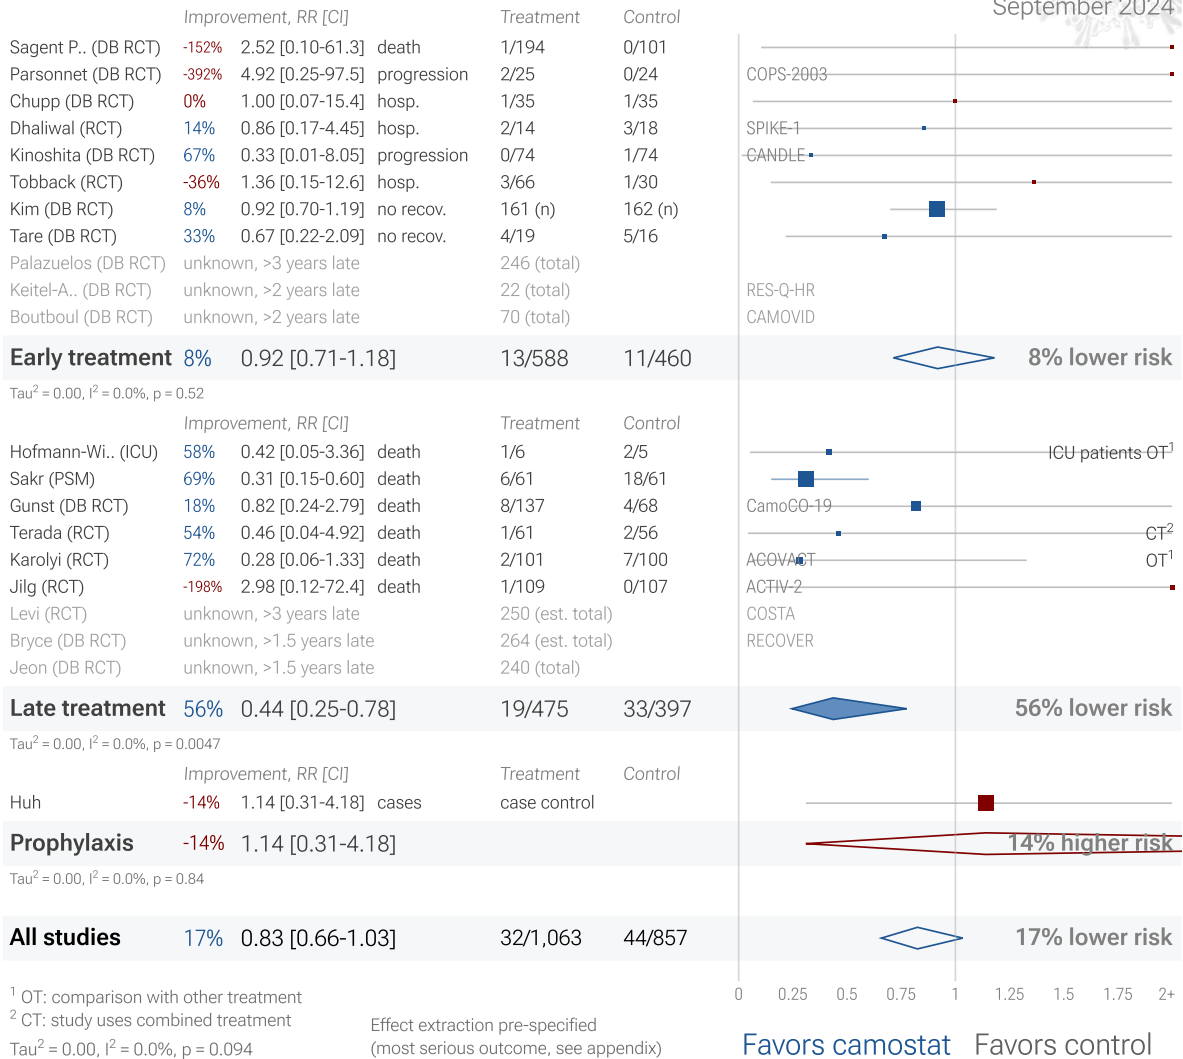 September 2024
Improvement, RR [CI] Treatment Control
Sagent P.. (DB RCT) -152% 2.52 [0.10-61.3] death 1/194 0/101
Parsonnet (DB RCT) -392% 4.92 [0.25-97.5] progression 2/25 0/24 COPS-2003
Chupp (DB RCT) 0% 1.00 [0.07-15.4] hosp. 1/35 1/35
Dhaliwal (RCT) 14% 0.86 [0.17-4.45] hosp. 2/14 3/18 SPIKE-1
Kinoshita (DB RCT) 67% 0.33 [0.01-8.05] progression 0/74 1/74 CANDLE
Tobback (RCT) -36% 1.36 [0.15-12.6] hosp. 3/66 1/30
Kim (DB RCT) 8% 0.92 [0.70-1.19] no recov. 161 (n) 162 (n)
Tare (DB RCT) 33% 0.67 [0.22-2.09] no recov. 4/19 5/16
Palazuelos (DB RCT) unknown, >3 years late 246 (total)
Keitel-A.. (DB RCT) unknown, >2 years late 22 (total) RES-Q-HR
Boutboul (DB RCT) unknown, >2 years late 70 (total) CAMOVID
Early treatment 8% 0.92 [0.71-1.18] 13/588 11/460 8% lower risk
Tau² = 0.00, I² = 0.0%, p = 0.52
Improvement, RR [CI] Treatment Control
Hofmann-Wi.. (ICU) 58% 0.42 [0.05-3.36] death 1/6 2/5 ICU patients OT¹
Sakr (PSM) 69% 0.31 [0.15-0.60] death 6/61 18/61
Gunst (DB RCT) 18% 0.82 [0.24-2.79] death 8/137 4/68 CamoCO-19
Terada (RCT) 54% 0.46 [0.04-4.92] death 1/61 2/56 CT²
Karolyi (RCT) 72% 0.28 [0.06-1.33] death 2/101 7/100 ACOVACT OT¹
Jilg (RCT) -198% 2.98 [0.12-72.4] death 1/109 0/107 ACTIV-2
Levi (RCT) unknown, >3 years late 250 (est. total) COSTA
Bryce (DB RCT) unknown, >1.5 years late 264 (est. total) RECOVER
Jeon (DB RCT) unknown, >1.5 years late 240 (total)
Late treatment 56% 0.44 [0.25-0.78] 19/475 33/397 56% lower risk
Tau² = 0.00, I² = 0.0%, p = 0.0047
Improvement, RR [CI] Treatment Control
Huh -14% 1.14 [0.31-4.18] cases case control
Prophylaxis -14% 1.14 [0.31-4.18] 14% higher risk
Tau² = 0.00, I² = 0.0%, p = 0.84
All studies 17% 0.83 [0.66-1.03] 32/1,063 44/857 17% lower risk
0 0.25 0.5 0.75 1 1.25 1.5 1.75 2+
¹ OT: comparison with other treatment
² CT: study uses combined treatment
Tau² = 0.00, I² = 0.0%, p = 0.094
Effect extraction pre-specified
(most serious outcome, see appendix)
Favors camostat Favors control